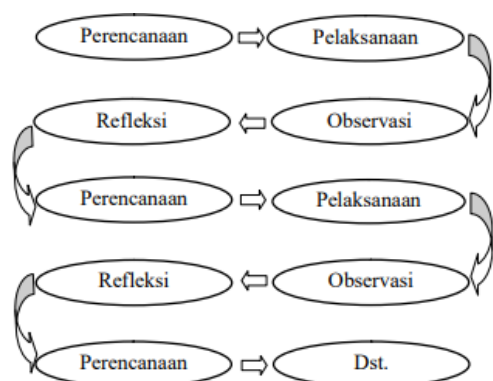 Perencanaan
Pelaksanaan
Refleksi
Observasi
Perencanaan
Pelaksanaan
Refleksi
Observasi
Perencanaan
Dst.